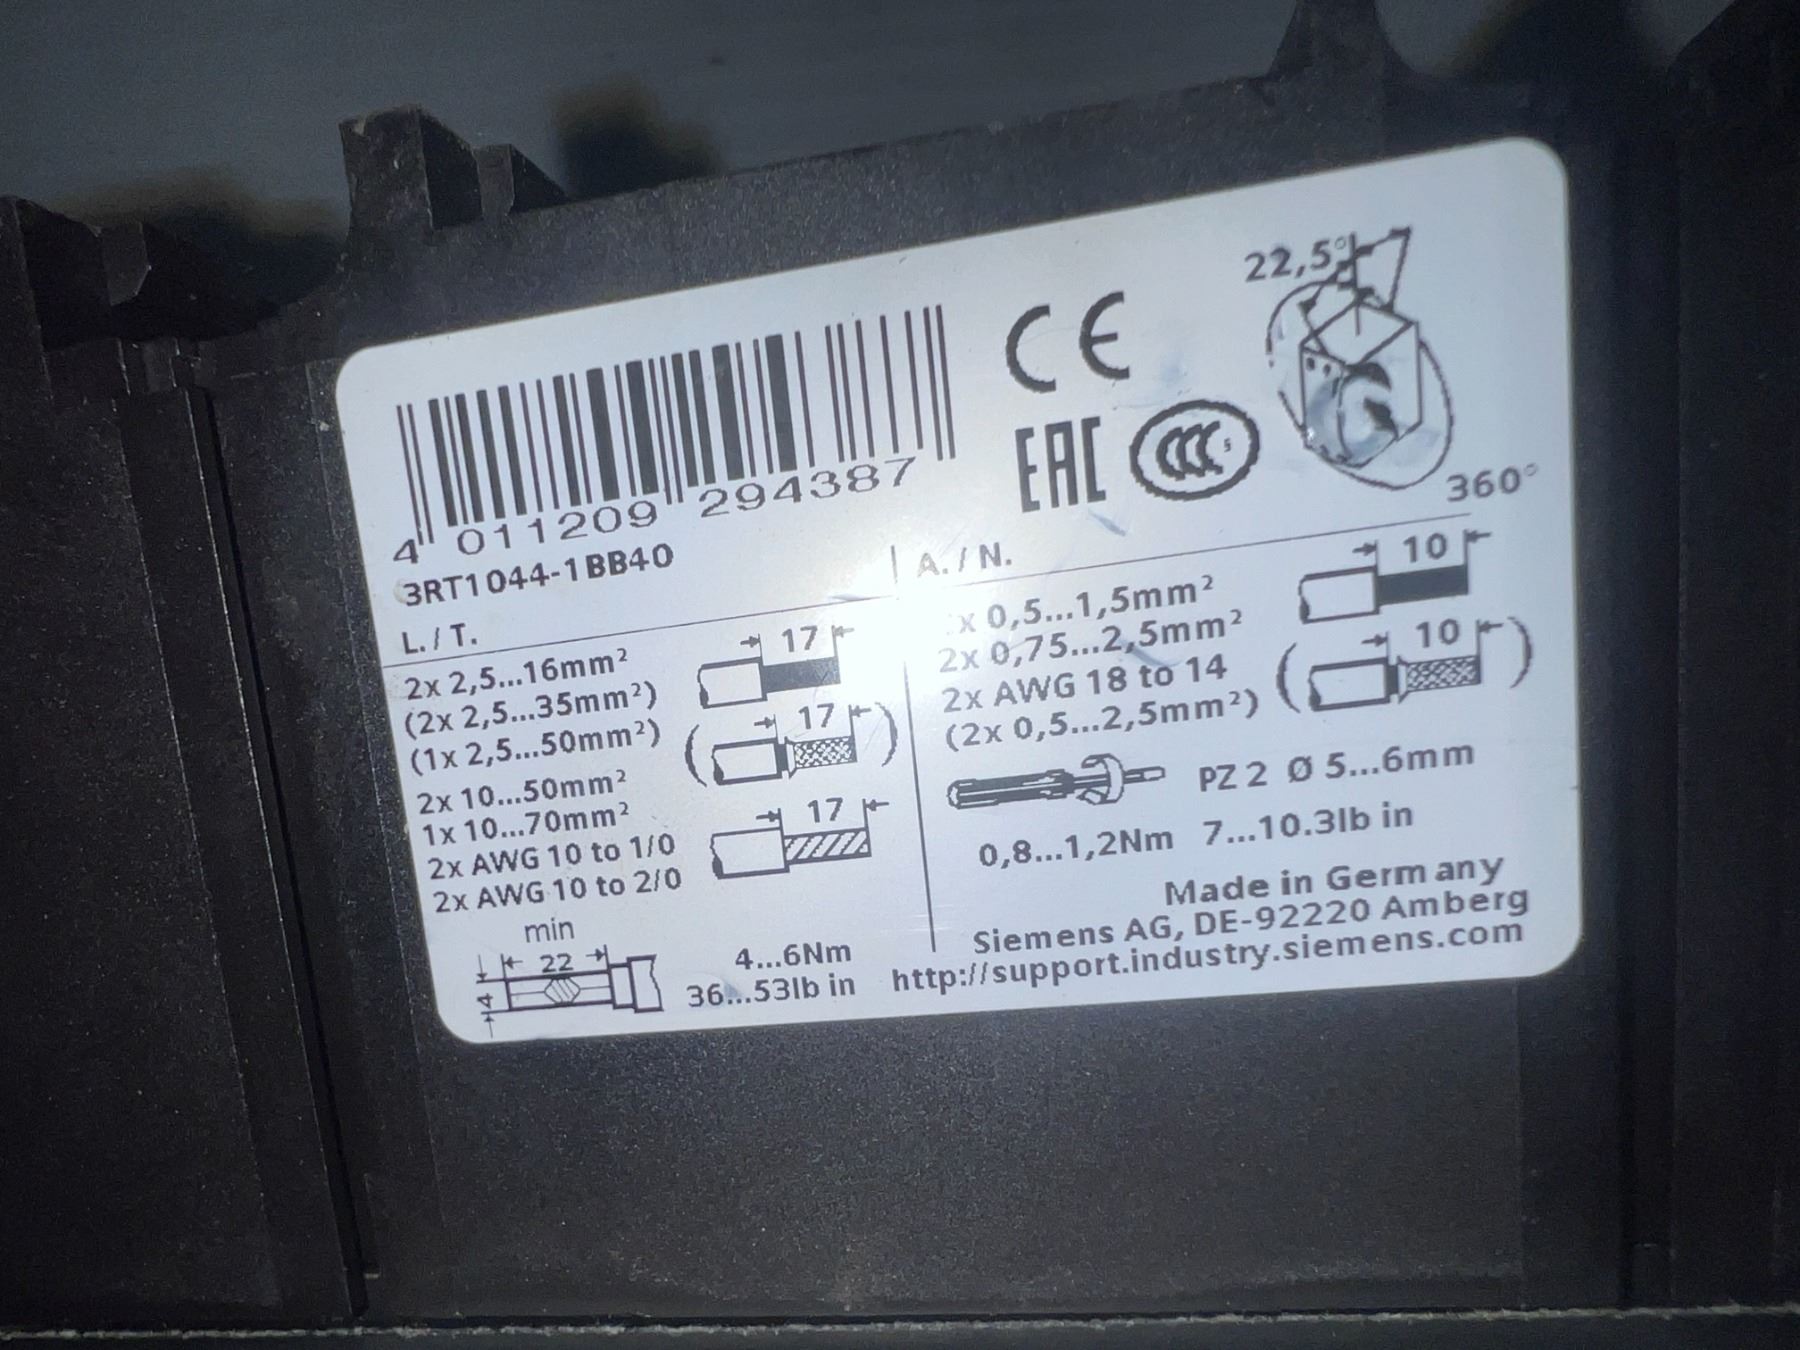 22,5°
CE
EAC CCC S
360°
4 011209 294387
3RT1044-1BB40
L./T.
2x 2,5...16mm²
(2x 2,5...35mm²)
(1x 2,5...50mm²)
2x 10...50mm²
1x 10...70mm²
2x AWG 10 to 1/0
2x AWG 10 to 2/0
17
17
17
min
22
4
4...6Nm
36...53lb in
A./N.
x 0,5...1,5mm²
2x 0,75...2,5mm²
2x AWG 18 to 14
(2x 0,5...2,5mm²)
10
10
PZ 2 Ø 5...6mm
0,8...1,2Nm 7...10.3lb in
Made in Germany
Siemens AG, DE-92220 Amberg
http://support.industry.siemens.com